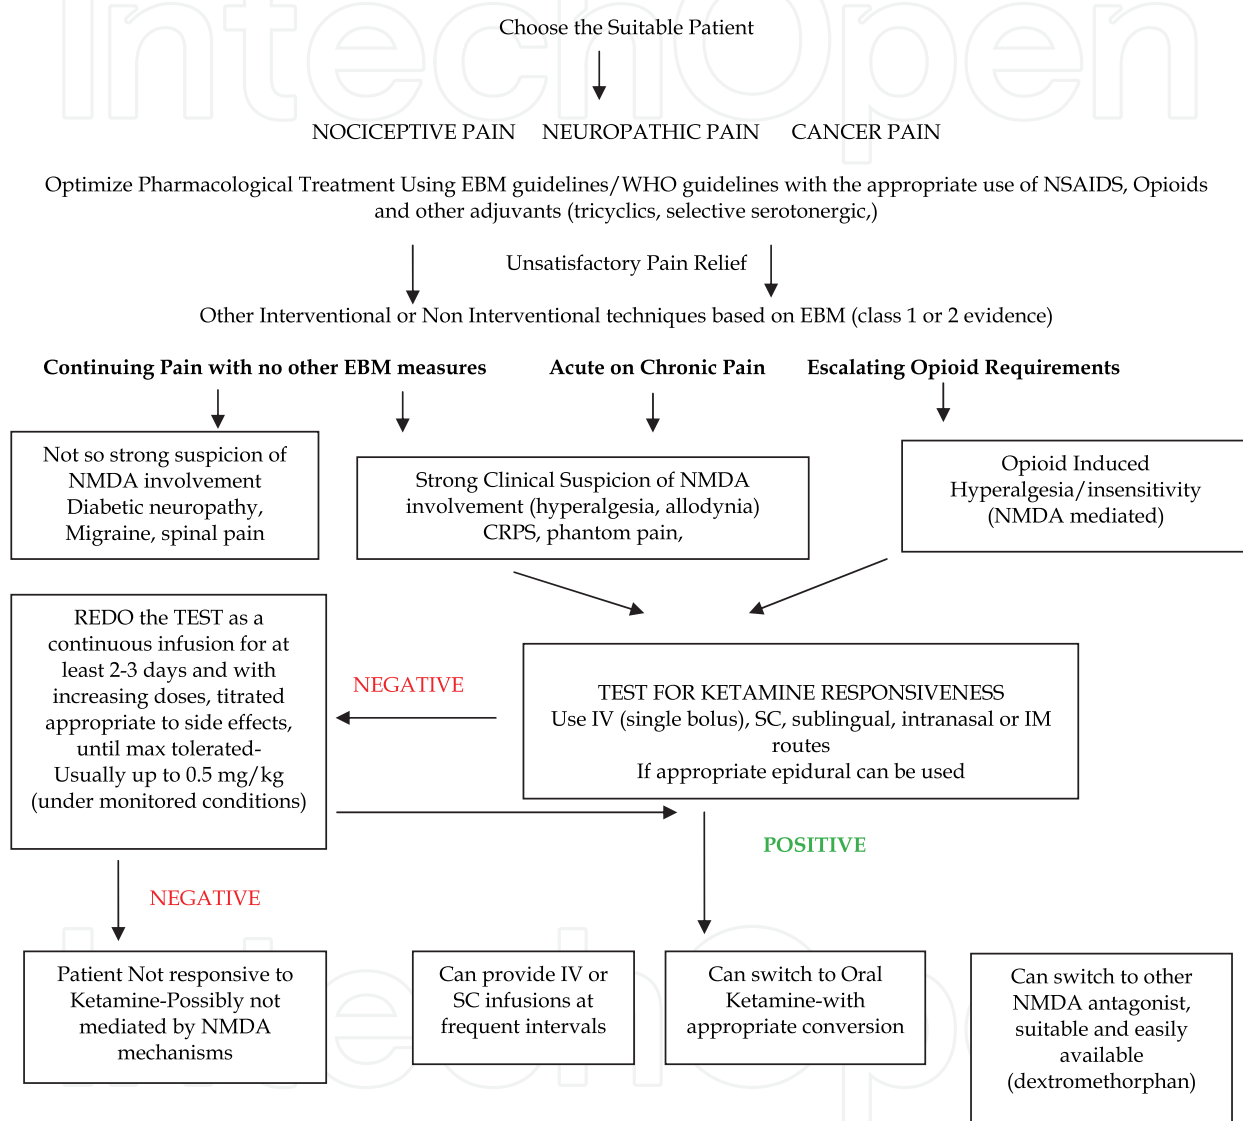 IntechOpen
Choose the Suitable Patient
NOCICEPTIVE PAIN NEUROPATHIC PAIN CANCER PAIN
Optimize Pharmacological Treatment Using EBM guidelines/WHO guidelines with the appropriate use of NSAIDS, Opioids
and other adjuvants (tricyclics, selective serotonergic,)
Unsatisfactory Pain Relief
Other Interventional or Non Interventional techniques based on EBM (class 1 or 2 evidence)
Continuing Pain with no other EBM measures Acute on Chronic Pain Escalating Opioid Requirements
Not so strong suspicion of
NMDA involvement
Diabetic neuropathy,
Migraine, spinal pain
Strong Clinical Suspicion of NMDA
involvement (hyperalgesia, allodynia)
CRPS, phantom pain,
Opioid Induced
Hyperalgesia/insensitivity
(NMDA mediated)
REDO the TEST as a
continuous infusion for at
least 2-3 days and with
increasing doses, titrated
appropriate to side effects,
until max tolerated-
Usually up to 0.5 mg/kg
(under monitored conditions)
NEGATIVE
TEST FOR KETAMINE RESPONSIVENESS
Use IV (single bolus), SC, sublingual, intranasal or IM
routes
If appropriate epidural can be used
POSITIVE
NEGATIVE
Patient Not responsive to
Ketamine-Possibly not
mediated by NMDA
mechanisms
Can provide IV or
SC infusions at
frequent intervals
Can switch to Oral
Ketamine-with
appropriate conversion
Can switch to other
NMDA antagonist,
suitable and easily
available
(dextromethorphan)
IntechOpen